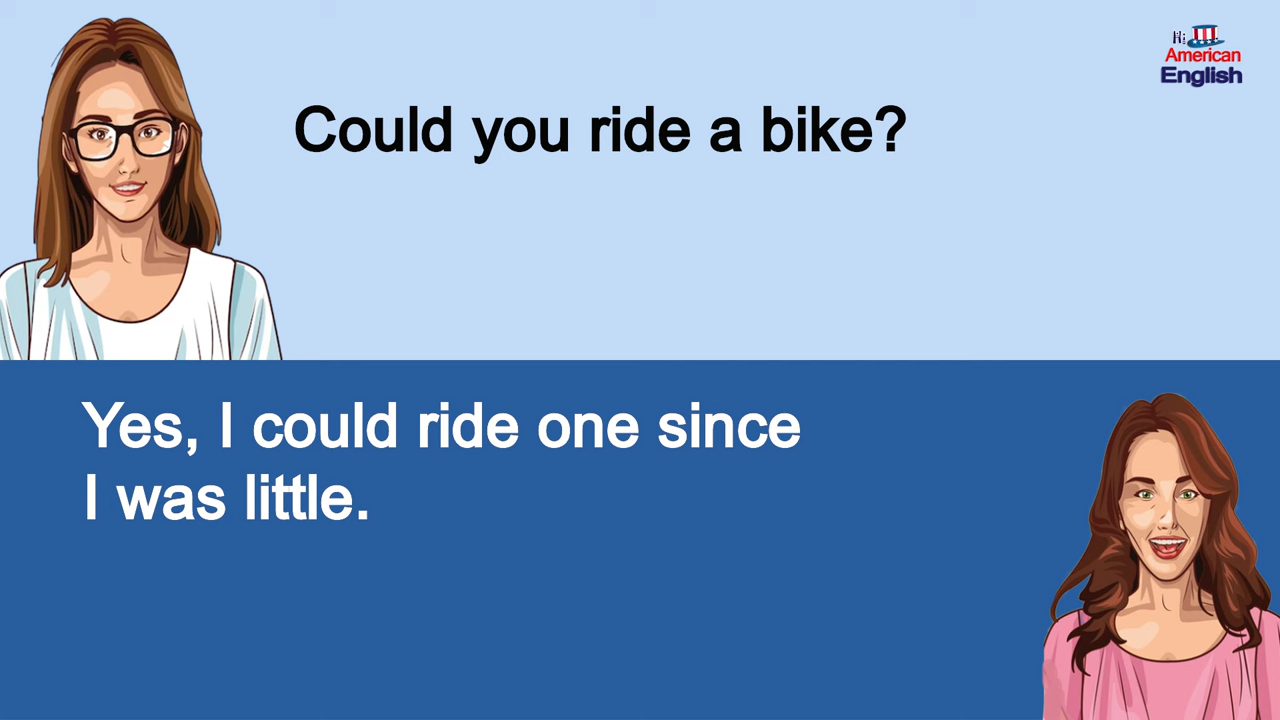 Hi
American
English
Could you ride a bike?
Yes, I could ride one since
I was little.